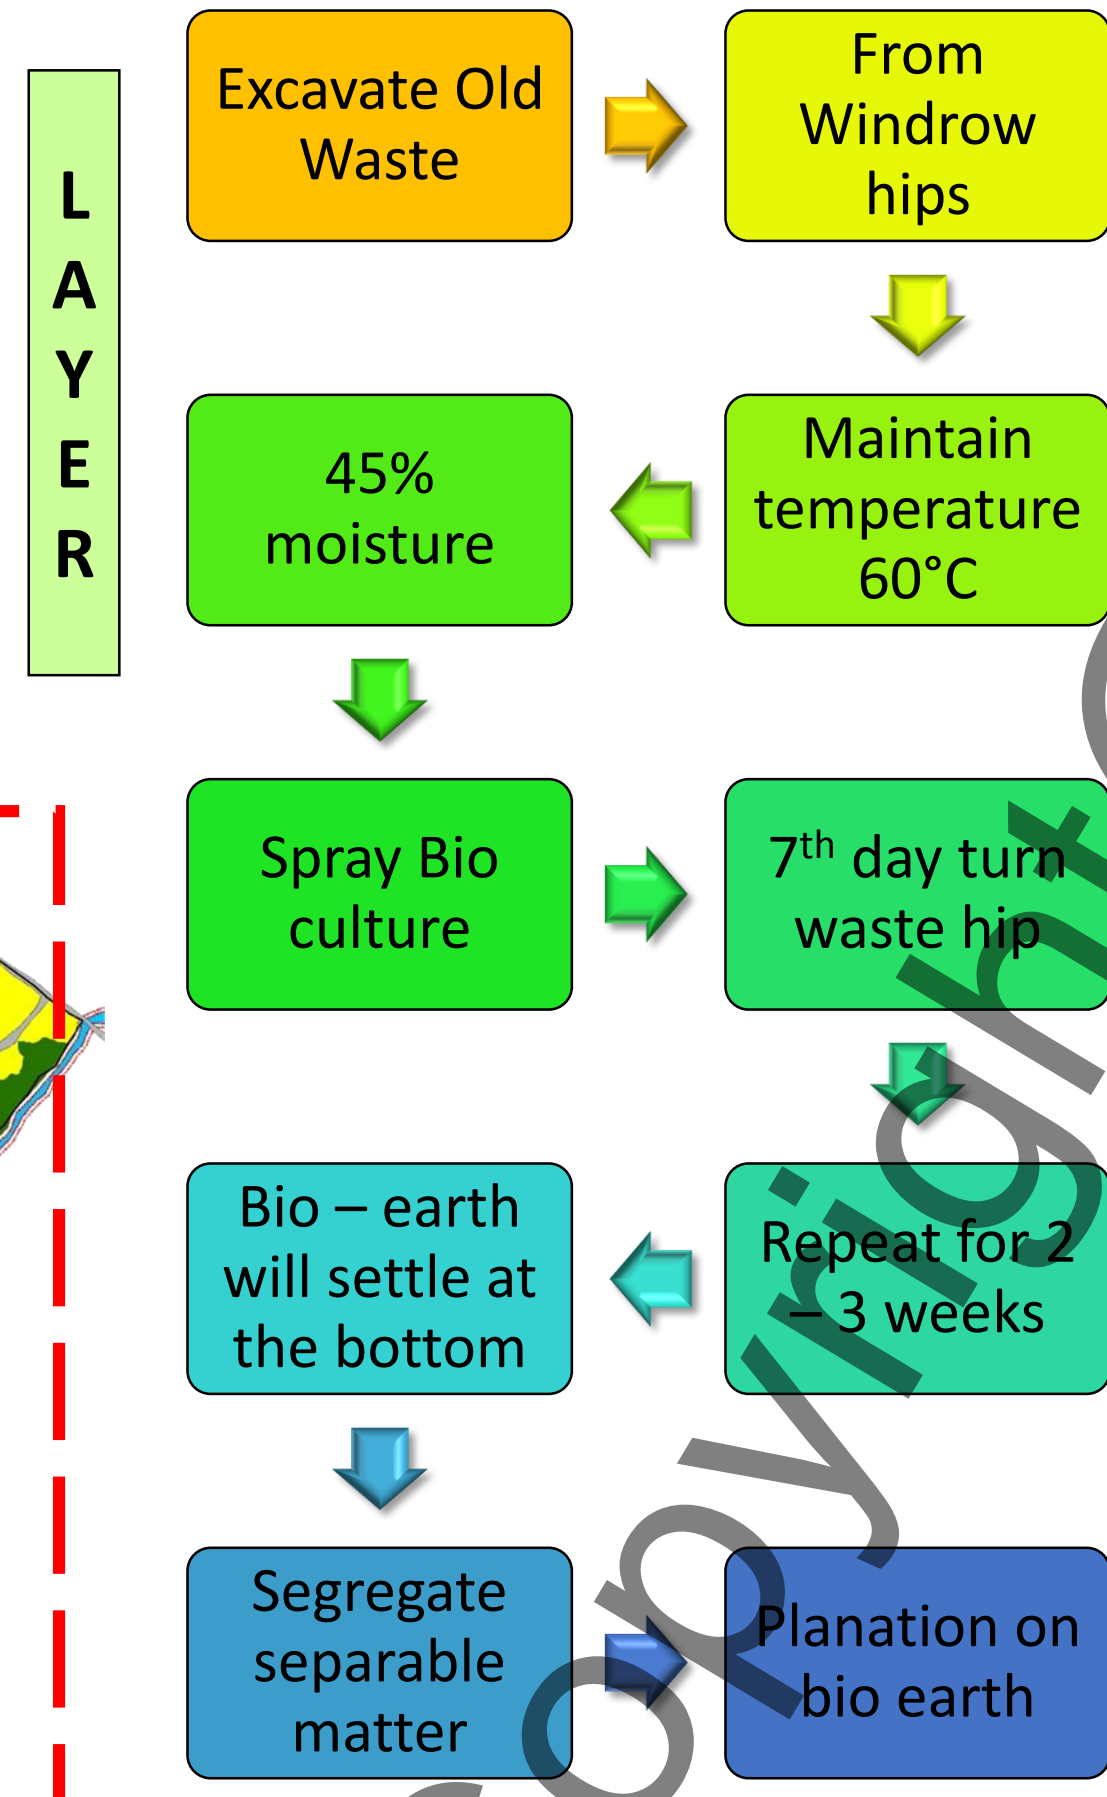 L
A
Y
E
R
Excavate Old
Waste
From
Windrow
hips
Maintain
temperature
60°C
45%
moisture
Spray Bio
culture
7th day turn
waste hip
Repeat for 2
– 3 weeks
Bio – earth
will settle at
the bottom
Segregate
separable
matter
Planation on
bio earth
opyright